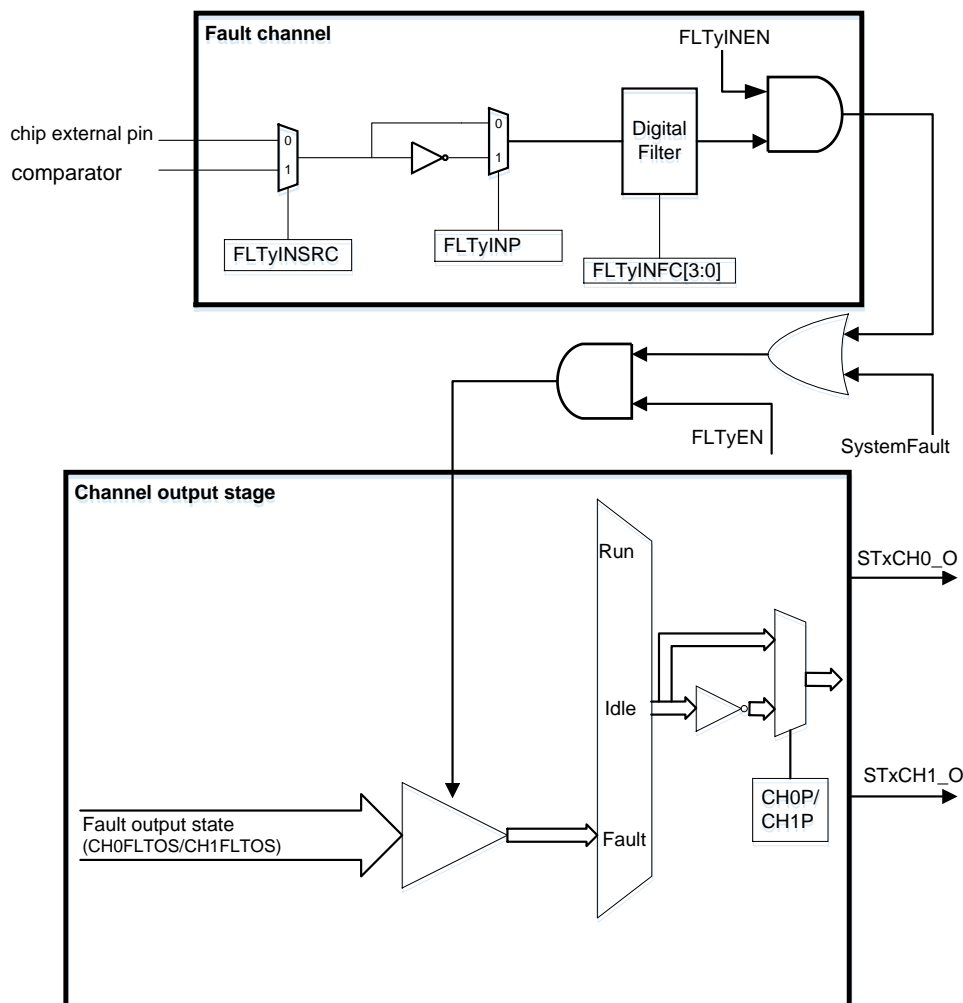 Fault channel
FLTyINEN
chip external pin
comparator
0
1
0
1
Digital
Filter
FLTyINSRC
FLTyINP
FLTyINFC[3:0]
FLTyEN
SystemFault
Channel output stage
Run
STxCH0_O
Idle
STxCH1_O
CH0P/
CH1P
Fault output state
(CH0FLTOS/CH1FLTOS)
Fault